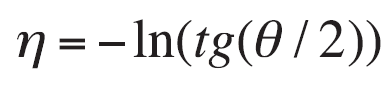 η = −ln(tg(θ / 2))